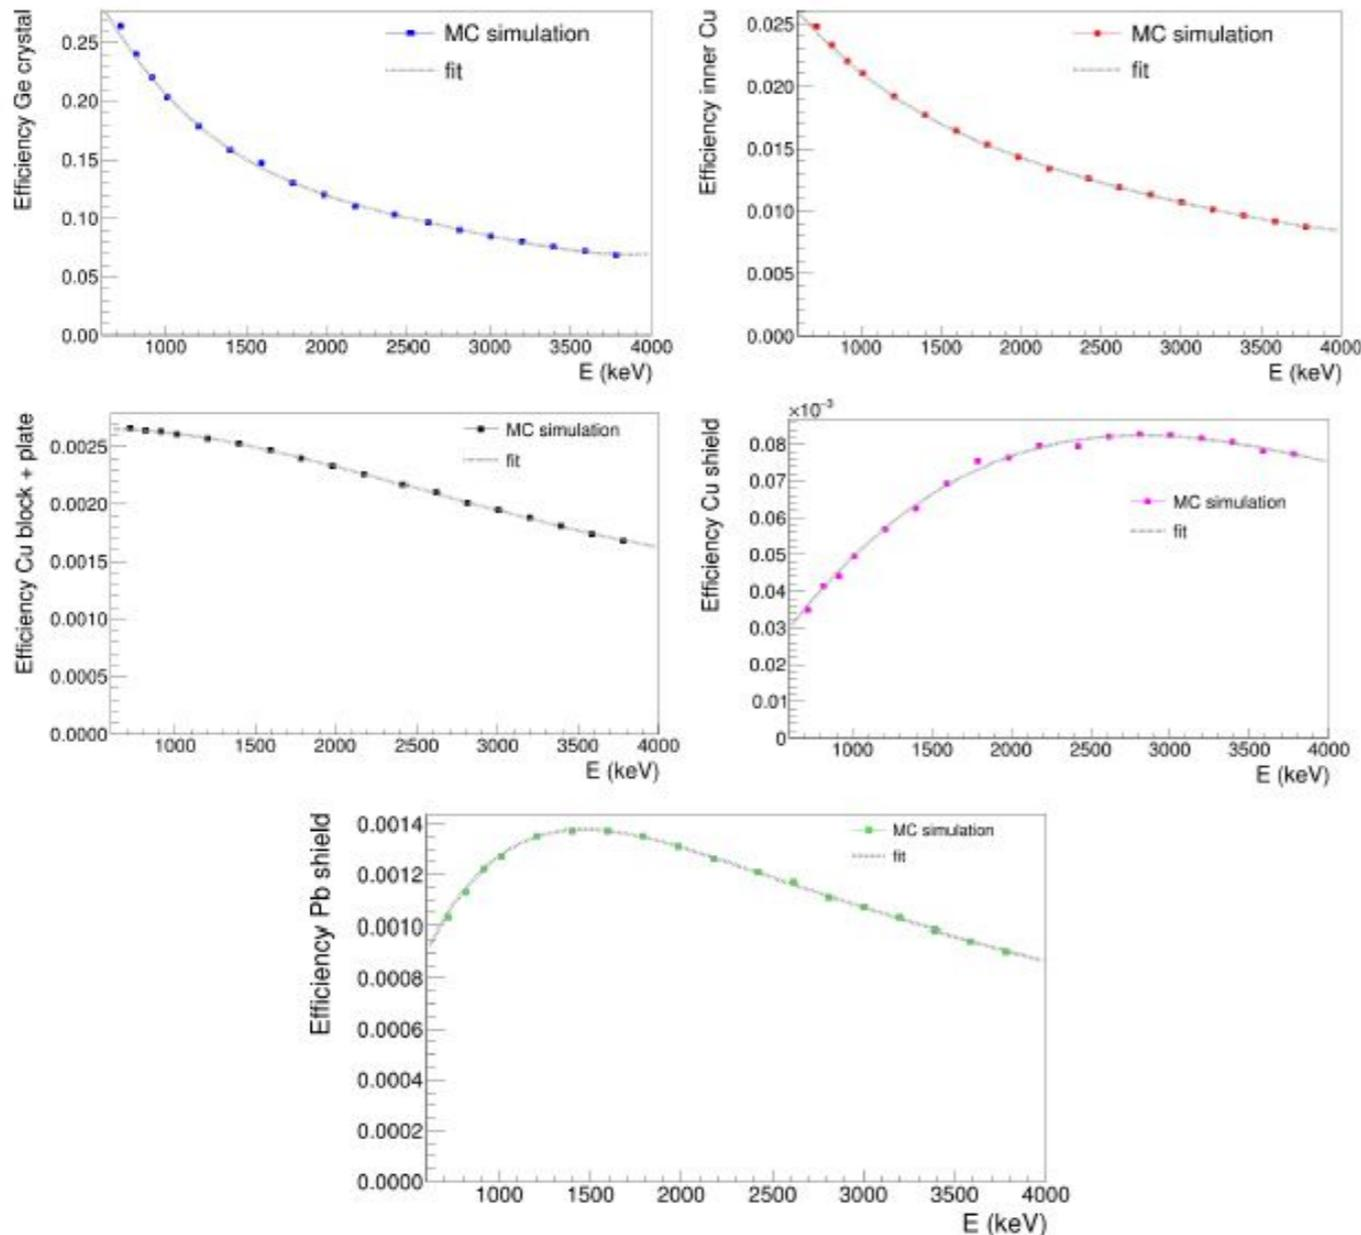 Efficiency Ge crystal
MC simulation
fit
0.25
0.20
0.15
0.10
0.05
0.00
1000 1500 2000 2500 3000 3500 4000
E (keV)
Efficiency inner Cu
MC simulation
fit
0.025
0.020
0.015
0.010
0.005
0.000
1000 1500 2000 2500 3000 3500 4000
E (keV)
Efficiency Cu block + plate
MC simulation
fit
0.0025
0.0020
0.0015
0.0010
0.0005
0.0000
1000 1500 2000 2500 3000 3500 4000
E (keV)
×10⁻³
Efficiency Cu shield
MC simulation
fit
0.08
0.07
0.06
0.05
0.04
0.03
0.02
0.01
0
1000 1500 2000 2500 3000 3500 4000
E (keV)
Efficiency Pb shield
MC simulation
fit
0.0014
0.0012
0.0010
0.0008
0.0006
0.0004
0.0002
0.0000
1000 1500 2000 2500 3000 3500 4000
E (keV)